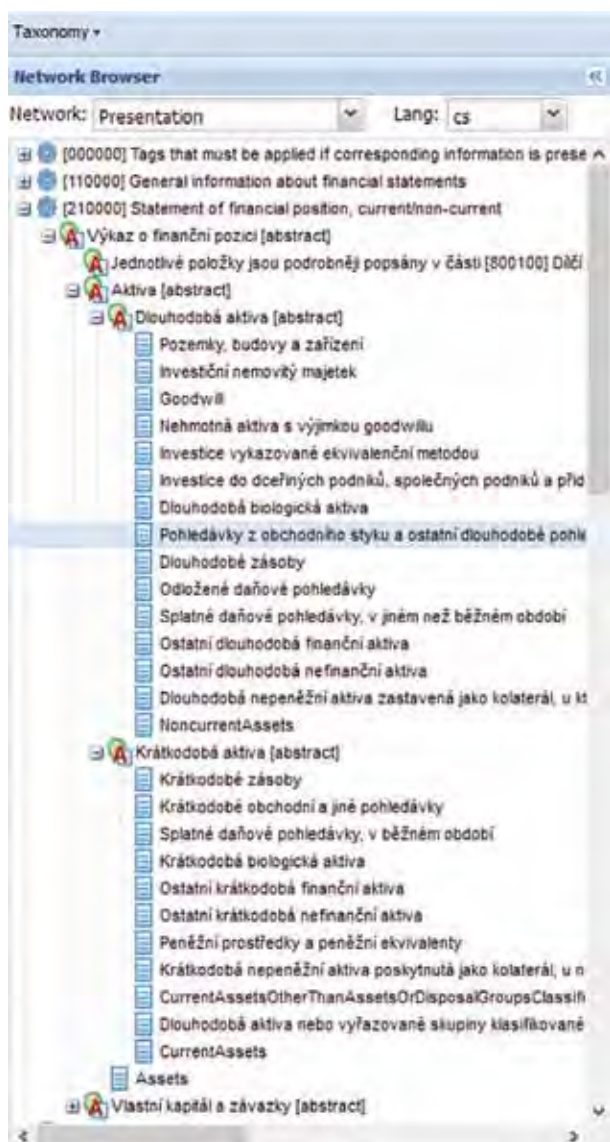 Taxonomy
Network Browser
Network: Presentation Lang: cs
[000000] Tags that must be applied if corresponding information is prese
[110000] General information about financial statements
[210000] Statement of financial position, current/non-current
Výkaz o finanční pozici [abstract]
Jednotlivé položky jsou podrobněji popsány v části [800100] Dílčí
Aktiva [abstract]
Dlouhodobá aktiva [abstract]
Pozemky, budovy a zařízení
Investiční nemovitý majetek
Goodwill
Nehmotná aktiva s výjimkou goodwillu
Investice vykazované ekvivalenční metodou
Investice do dceřiných podniků, společných podniků a přid
Dlouhodobá biologická aktiva
Pohledávky z obchodního styku a ostatní dlouhodobé pohle
Dlouhodobé zásoby
Odložené daňové pohledávky
Splatné daňové pohledávky, v jiném než běžném období
Ostatní dlouhodobá finanční aktiva
Ostatní dlouhodobá nefinanční aktiva
Dlouhodobá nepeněžní aktiva zastavená jako kolaterál, u kt
NoncurrentAssets
Krátkodobá aktiva [abstract]
Krátkodobé zásoby
Krátkodobé obchodní a jiné pohledávky
Splatné daňové pohledávky, v běžném období
Krátkodobá biologická aktiva
Ostatní krátkodobá finanční aktiva
Ostatní krátkodobá nefinanční aktiva
Peněžní prostředky a peněžní ekvivalenty
Krátkodobá nepeněžní aktiva poskytnutá jako kolaterál, u n
CurrentAssetsOtherThanAssetsOrDisposalGroupsClassifi
Dlouhodobá aktiva nebo vyřazované skupiny klasifikované
CurrentAssets
Assets
Vlastní kapitál a závazky [abstract]